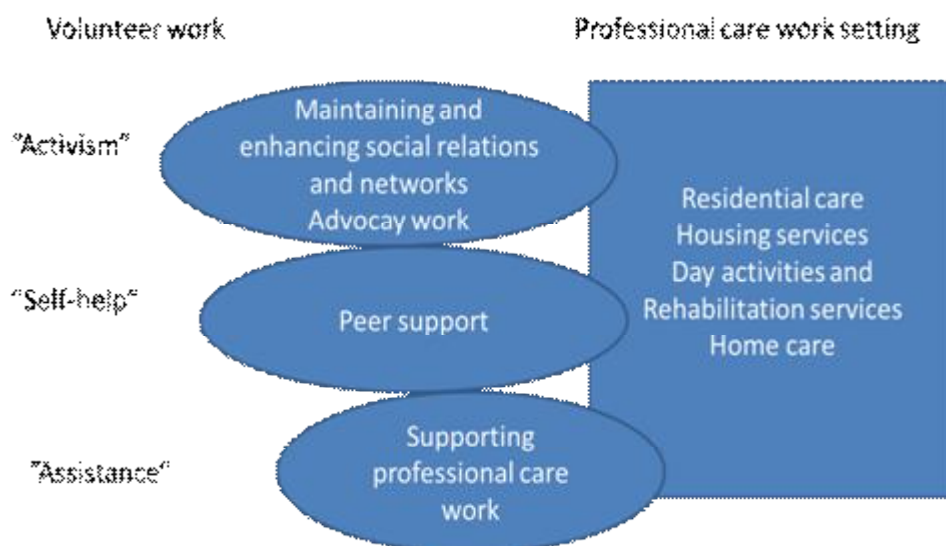 Volunteer work
Professional care work setting
"Activism"
Maintaining and
enhancing social relations
and networks
Advocay work
"Self-help"
Peer support
"Assistance"
Supporting
professional care
work
Residential care
Housing services
Day activities and
Rehabilitation services
Home care